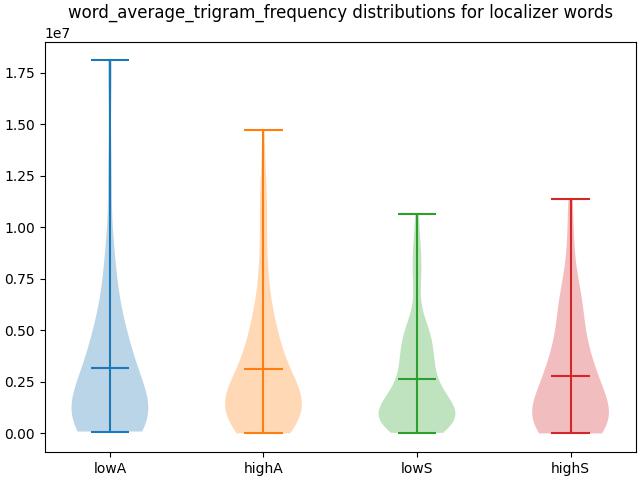 word_average_trigram_frequency distributions for localizer words
1e7
1.75
1.50
1.25
1.00
0.75
0.50
0.25
0.00
lowA highA lowS highS